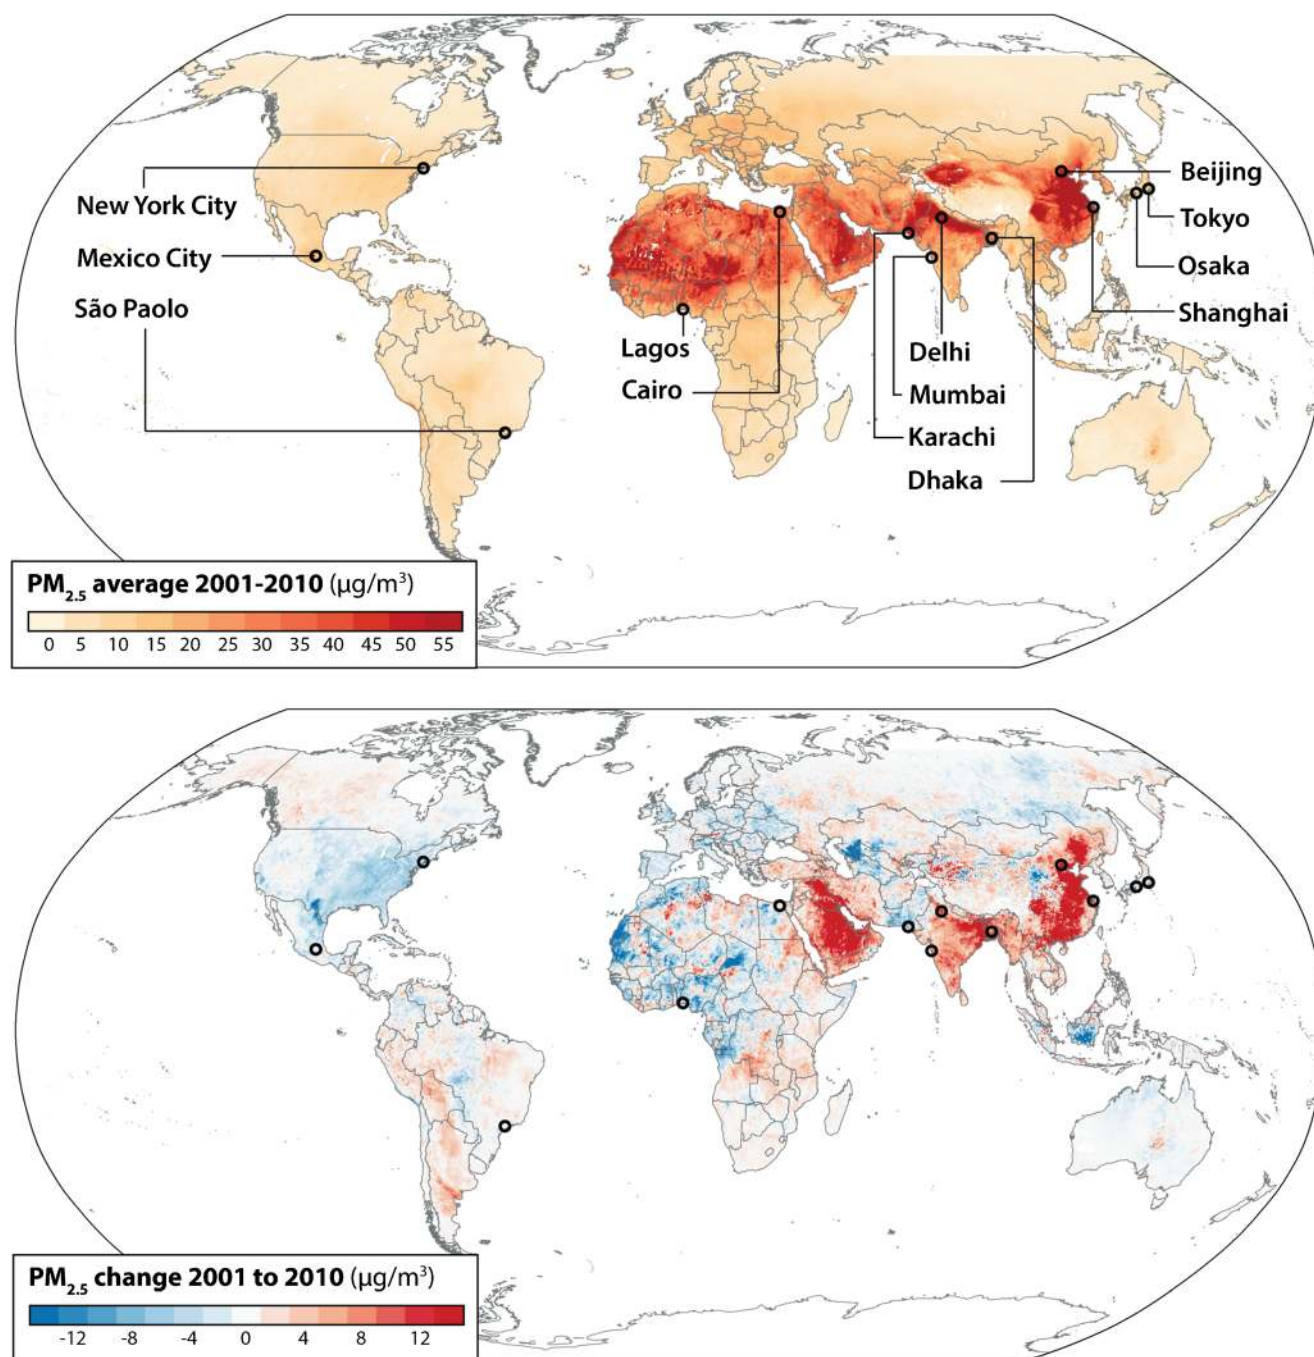 New York City
Mexico City
São Paolo
Lagos
Cairo
Delhi
Mumbai
Karachi
Dhaka
Beijing
Tokyo
Osaka
Shanghai
PM2.5 average 2001-2010 (µg/m³)
0 5 10 15 20 25 30 35 40 45 50 55
PM2.5 change 2001 to 2010 (µg/m³)
-12 -8 -4 0 4 8 12